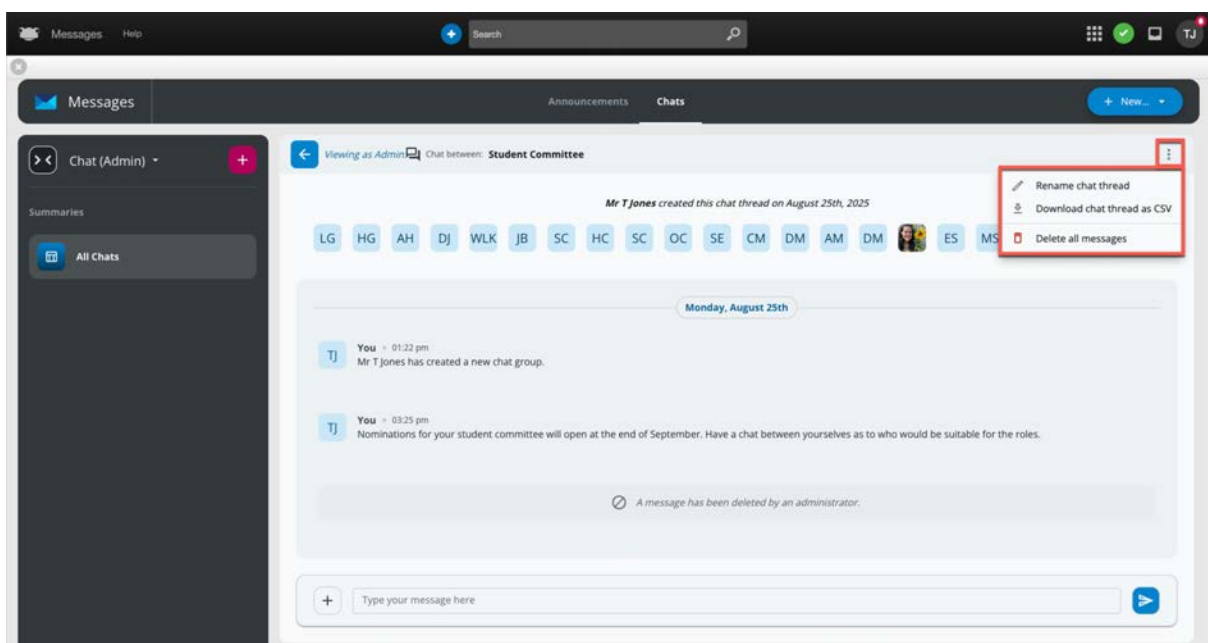 Messages Help Search TJ
Messages Announcements Chats + New...
Chat (Admin) +
Viewing as Admin Chat between: Student Committee
Rename chat thread
Download chat thread as CSV
Delete all messages
Summaries
All Chats
Mr T Jones created this chat thread on August 25th, 2025
LG HG AH DJ WLK JB SC HC SC OC SE CM DM AM DM ES MS
Monday, August 25th
TJ You 01:22 pm
Mr T Jones has created a new chat group.
TJ You 03:25 pm
Nominations for your student committee will open at the end of September. Have a chat between yourselves as to who would be suitable for the roles.
A message has been deleted by an administrator.
+ Type your message here